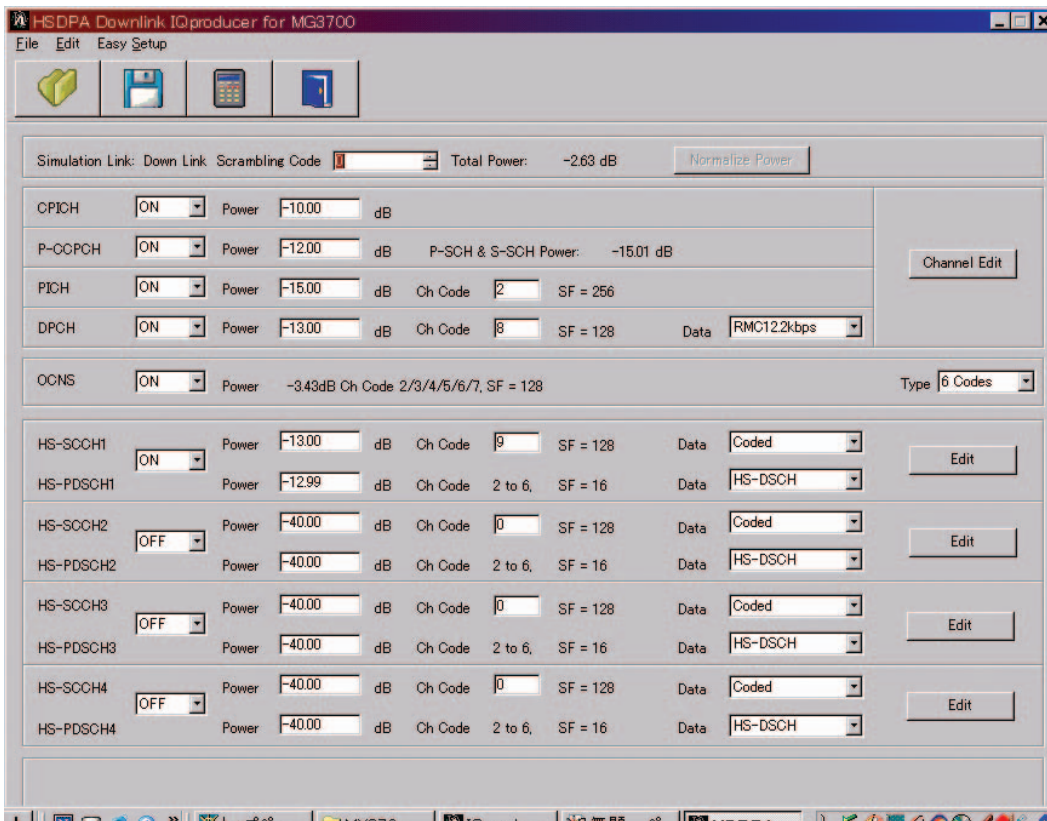 HSDPA Downlink IQproducer for MG3700
File Edit Easy Setup
Simulation Link: Down Link Scrambling Code 0 Total Power: -2.63 dB Normalize Power
CPICH ON Power -10.00 dB
P-CCPCH ON Power -12.00 dB P-SCH & S-SCH Power: -15.01 dB
Channel Edit
PICH ON Power -15.00 dB Ch Code 2 SF = 256
DPCH ON Power -13.00 dB Ch Code 8 SF = 128 Data RMC12.2kbps
OCNS ON Power -3.43dB Ch Code 2/3/4/5/6/7, SF = 128 Type 6 Codes
HS-SCCH1 ON Power -13.00 dB Ch Code 9 SF = 128 Data Coded Edit
HS-PDSCH1 Power -12.99 dB Ch Code 2 to 6, SF = 16 Data HS-DSCH
HS-SCCH2 OFF Power -40.00 dB Ch Code 0 SF = 128 Data Coded Edit
HS-PDSCH2 Power -40.00 dB Ch Code 2 to 6, SF = 16 Data HS-DSCH
HS-SCCH3 OFF Power -40.00 dB Ch Code 0 SF = 128 Data Coded Edit
HS-PDSCH3 Power -40.00 dB Ch Code 2 to 6, SF = 16 Data HS-DSCH
HS-SCCH4 OFF Power -40.00 dB Ch Code 0 SF = 128 Data Coded Edit
HS-PDSCH4 Power -40.00 dB Ch Code 2 to 6, SF = 16 Data HS-DSCH